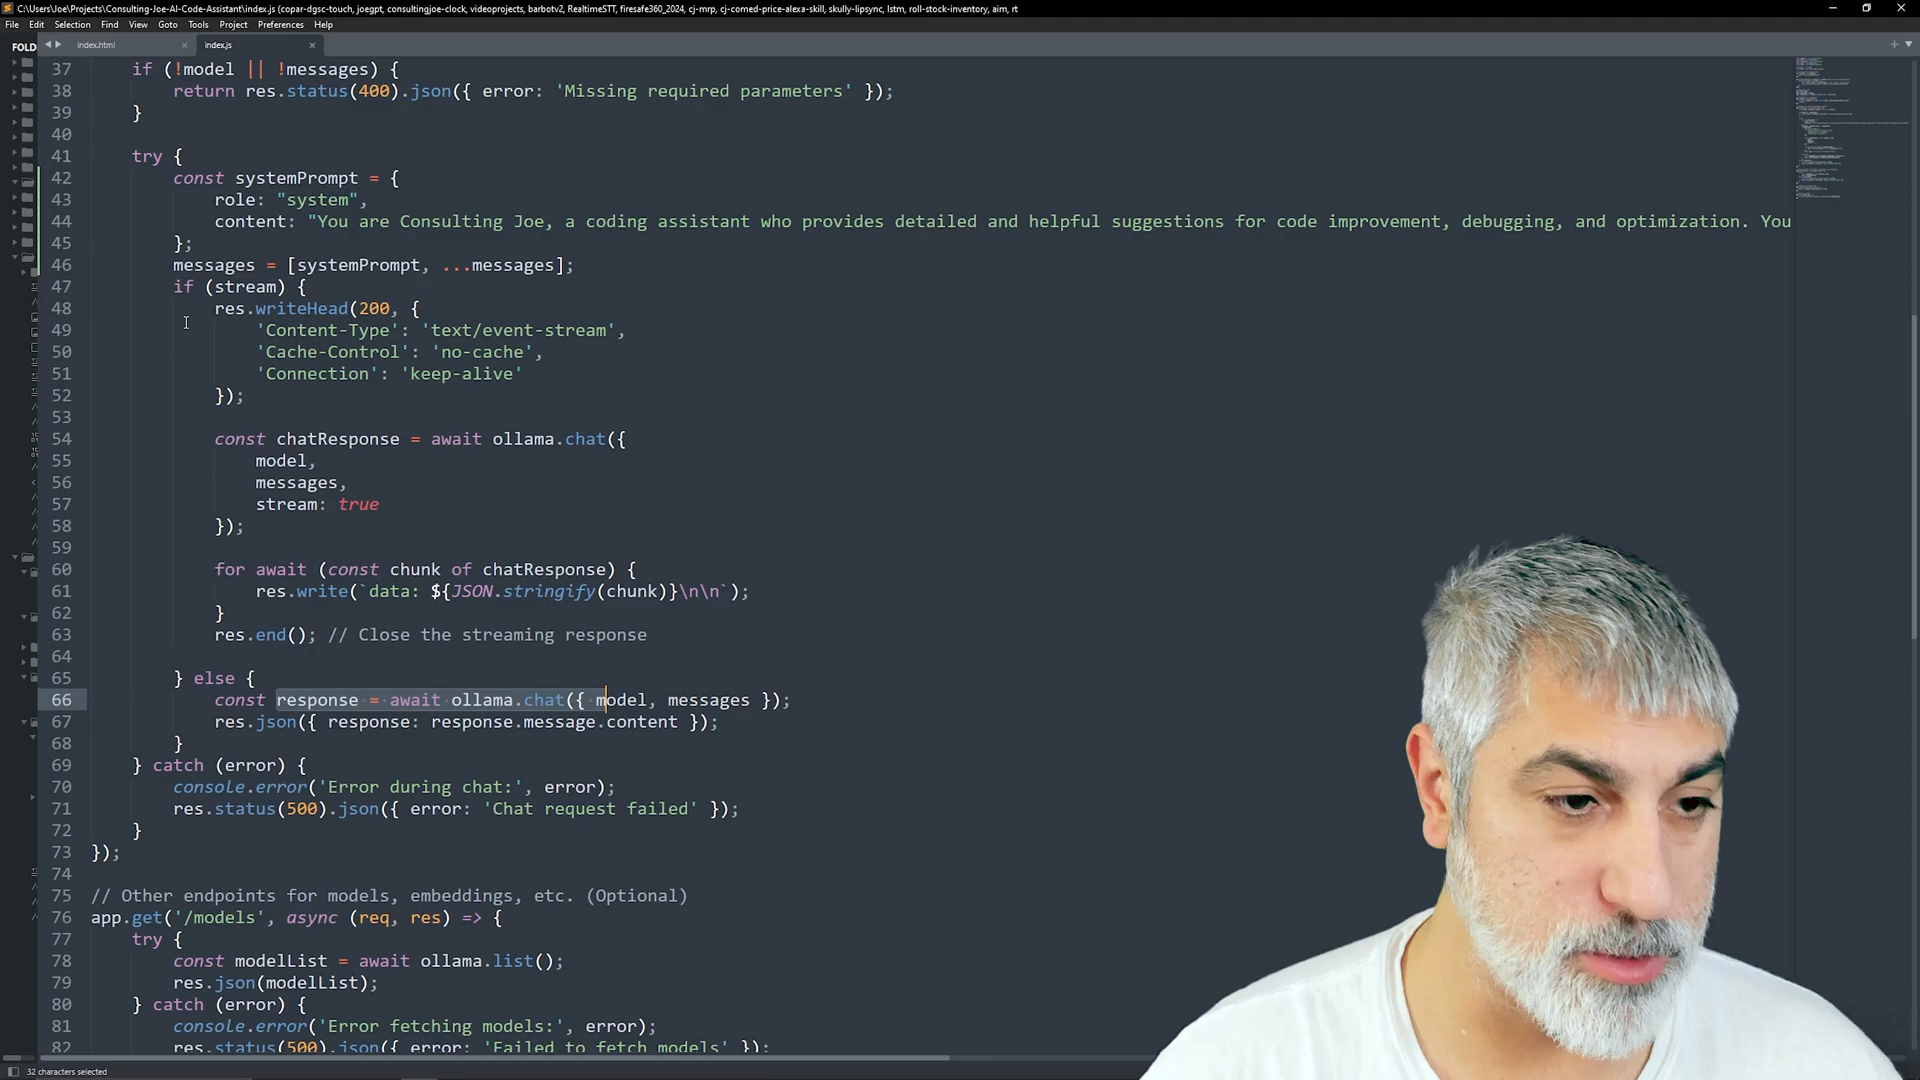 C:\Users\Joe\Projects\Consulting-Joe-AI-Code-Assistant\index.js (copar-dgsc-touch, joegpt, consultingjoe-clock, videoprojects, barbotv2, RealtimeSTT, firesafe360_2024, cj-mrp, cj-comed-price-alexa-skill, skully-lipsync, lstm, roll-stock-inventory, aim, rt
File Edit Selection Find View Goto Tools Project Preferences Help
FOLD
index.html
index.js
37 if (!model || !messages) {
38 return res.status(400).json({ error: 'Missing required parameters' });
39 }
40
41 try {
42 const systemPrompt = {
43 role: "system",
44 content: "You are Consulting Joe, a coding assistant who provides detailed and helpful suggestions for code improvement, debugging, and optimization. You
45 };
46 messages = [systemPrompt, ...messages];
47 if (stream) {
48 res.writeHead(200, {
49 'Content-Type': 'text/event-stream',
50 'Cache-Control': 'no-cache',
51 'Connection': 'keep-alive'
52 });
53
54 const chatResponse = await ollama.chat({
55 model,
56 messages,
57 stream: true
58 });
59
60 for await (const chunk of chatResponse) {
61 res.write(`data: ${JSON.stringify(chunk)}\n\n`);
62 }
63 res.end(); // Close the streaming response
64
65 } else {
66 const response = await ollama.chat({ model, messages });
67 res.json({ response: response.message.content });
68 }
69 } catch (error) {
70 console.error('Error during chat:', error);
71 res.status(500).json({ error: 'Chat request failed' });
72 }
73 });
74
75 // Other endpoints for models, embeddings, etc. (Optional)
76 app.get('/models', async (req, res) => {
77 try {
78 const modelList = await ollama.list();
79 res.json(modelList);
80 } catch (error) {
81 console.error('Error fetching models:', error);
82 res.status(500).json({ error: 'Failed to fetch models' });
32 characters selected